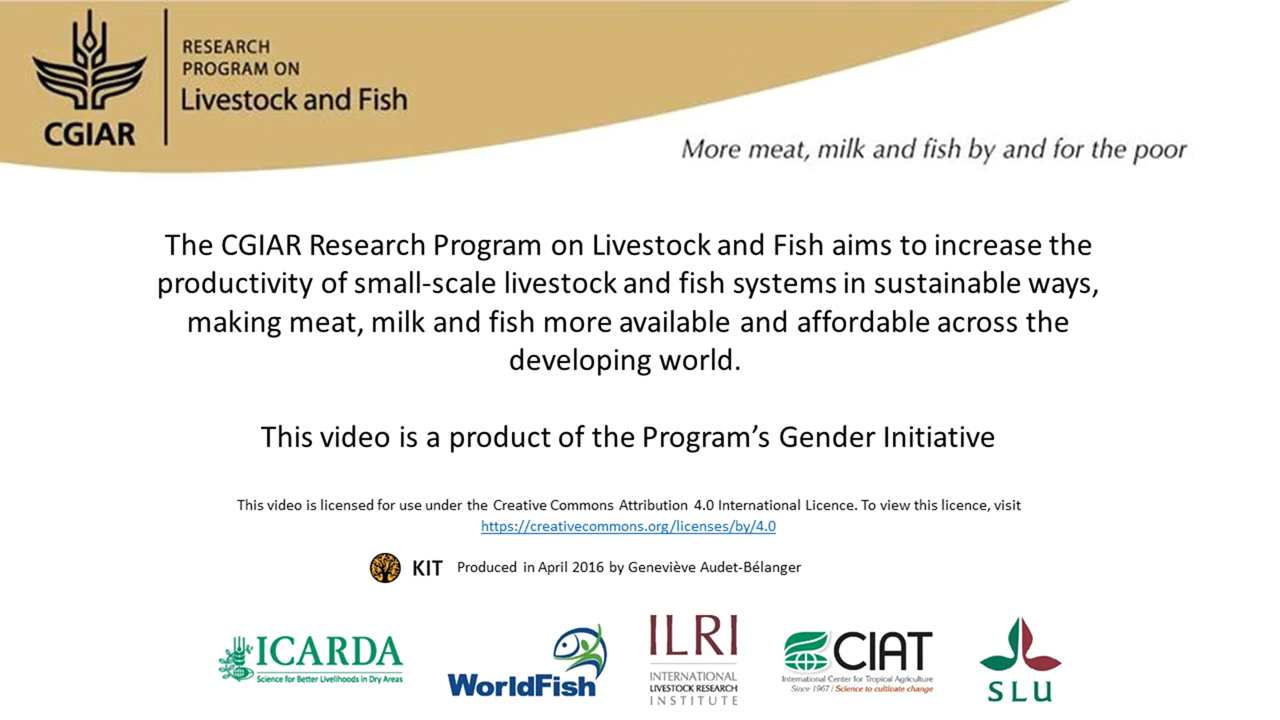 RESEARCH
PROGRAM ON
Livestock and Fish
CGIAR
More meat, milk and fish by and for the poor
The CGIAR Research Program on Livestock and Fish aims to increase the
productivity of small-scale livestock and fish systems in sustainable ways,
making meat, milk and fish more available and affordable across the
developing world.
This video is a product of the Program's Gender Initiative
This video is licensed for use under the Creative Commons Attribution 4.0 International Licence. To view this licence, visit
https://creativecommons.org/licenses/by/4.0
KIT Produced in April 2016 by Geneviève Audet-Bélanger
ICARDA
Science for Better Livelihoods in Dry Areas
WorldFish
ILRI
INTERNATIONAL
LIVESTOCK RESEARCH
INSTITUTE
CIAT
International Center for Tropical Agriculture
Since 1967 / Science to cultivate change
SLU